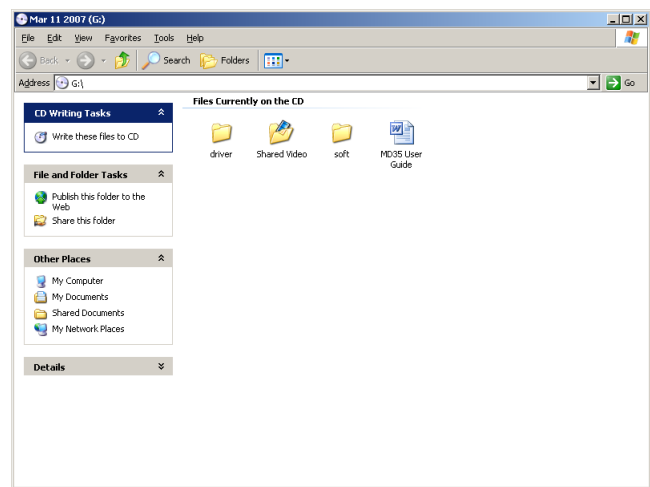 Mar 11 2007 (G:)
File Edit View Favorites Tools Help
Back Search Folders
Address G:\ Go
CD Writing Tasks
Write these files to CD
File and Folder Tasks
Publish this folder to the
Web
Share this folder
Other Places
My Computer
My Documents
Shared Documents
My Network Places
Details
Files Currently on the CD
driver Shared Video soft MD35 User
Guide